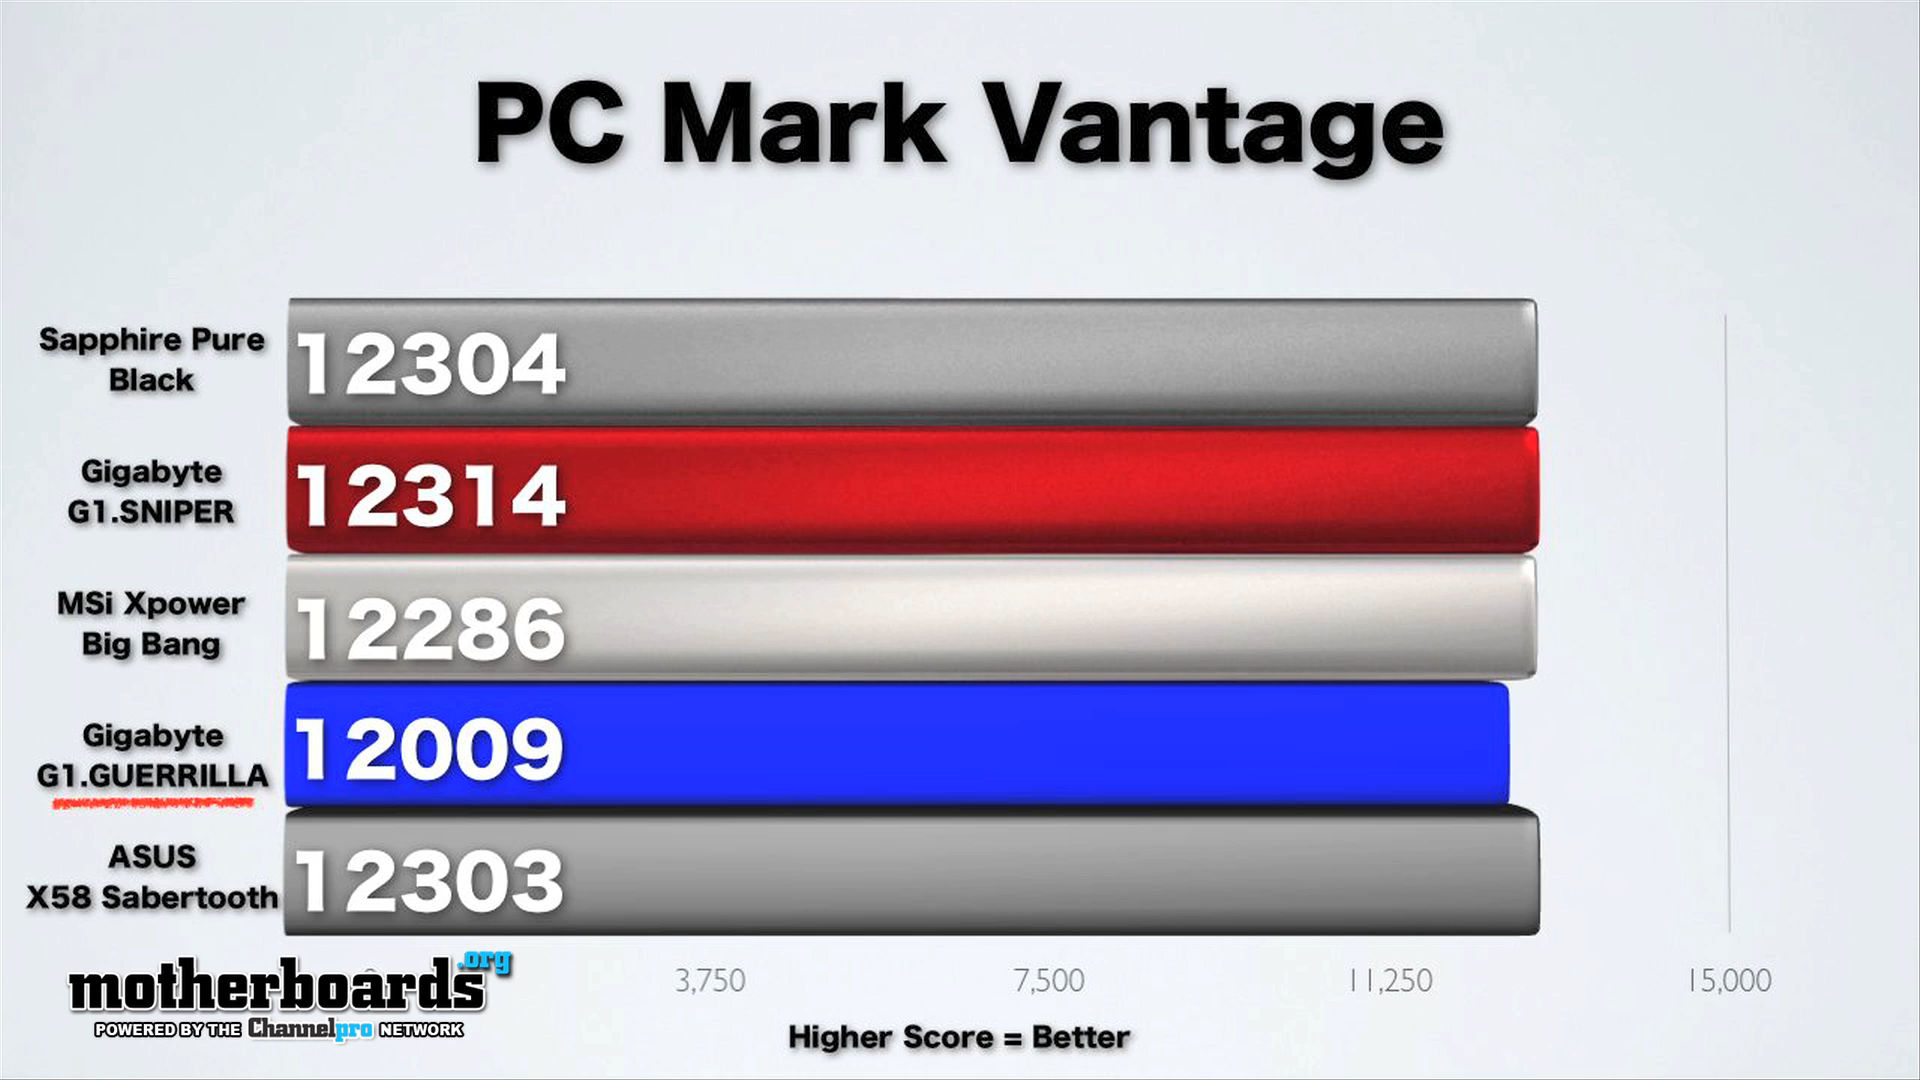 PC Mark Vantage
Sapphire Pure
Black
12304
Gigabyte
G1.SNIPER
12314
MSi Xpower
Big Bang
12286
Gigabyte
G1.GUERRILLA
12009
ASUS
X58 Sabertooth
12303
3,750 7,500 11,250 15,000
motherboards.org
POWERED BY THE Channelpro NETWORK
Higher Score = Better